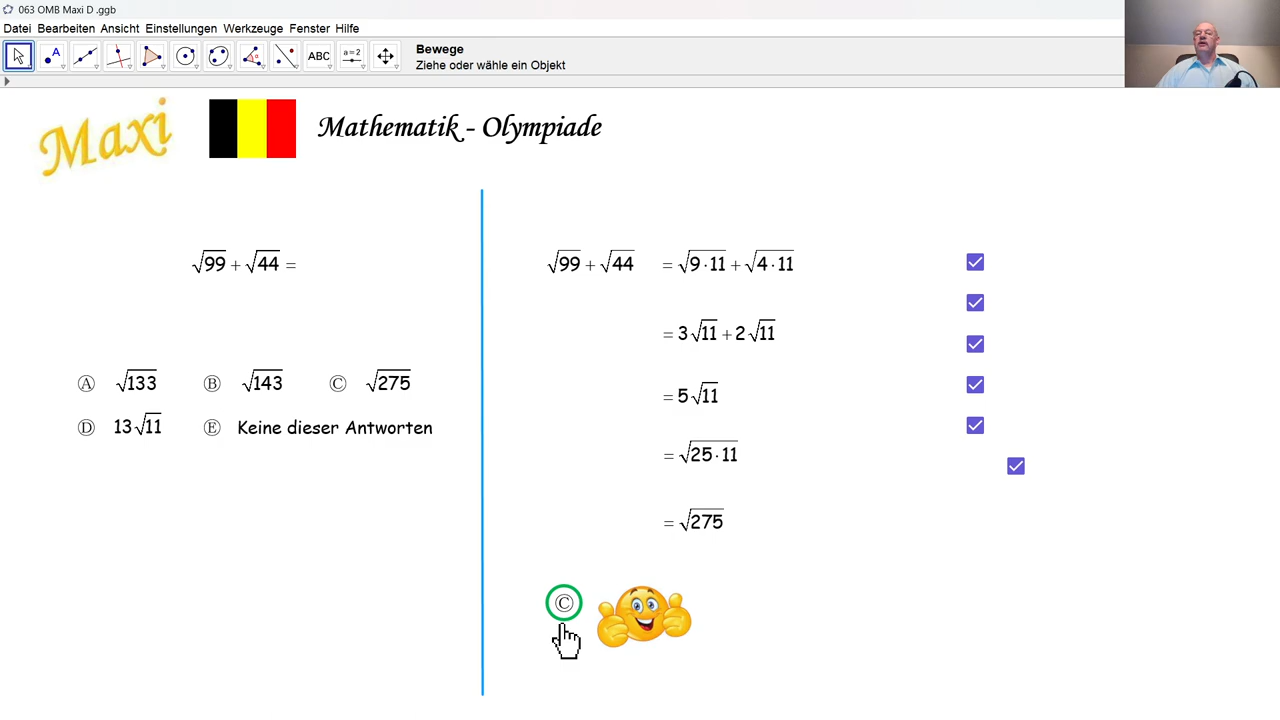 063 OMB Maxi D .ggb
Datei Bearbeiten Ansicht Einstellungen Werkzeuge Fenster Hilfe
A ABC a=2
Bewege
Ziehe oder wähle ein Objekt
Maxi
Mathematik - Olympiade
√99 + √44 =
Ⓐ √133 Ⓑ √143 Ⓒ √275
Ⓓ 13√11 Ⓔ Keine dieser Antworten
√99 + √44 = √9·11 + √4·11
= 3√11 + 2√11
= 5√11
= √25·11
= √275
Ⓒ